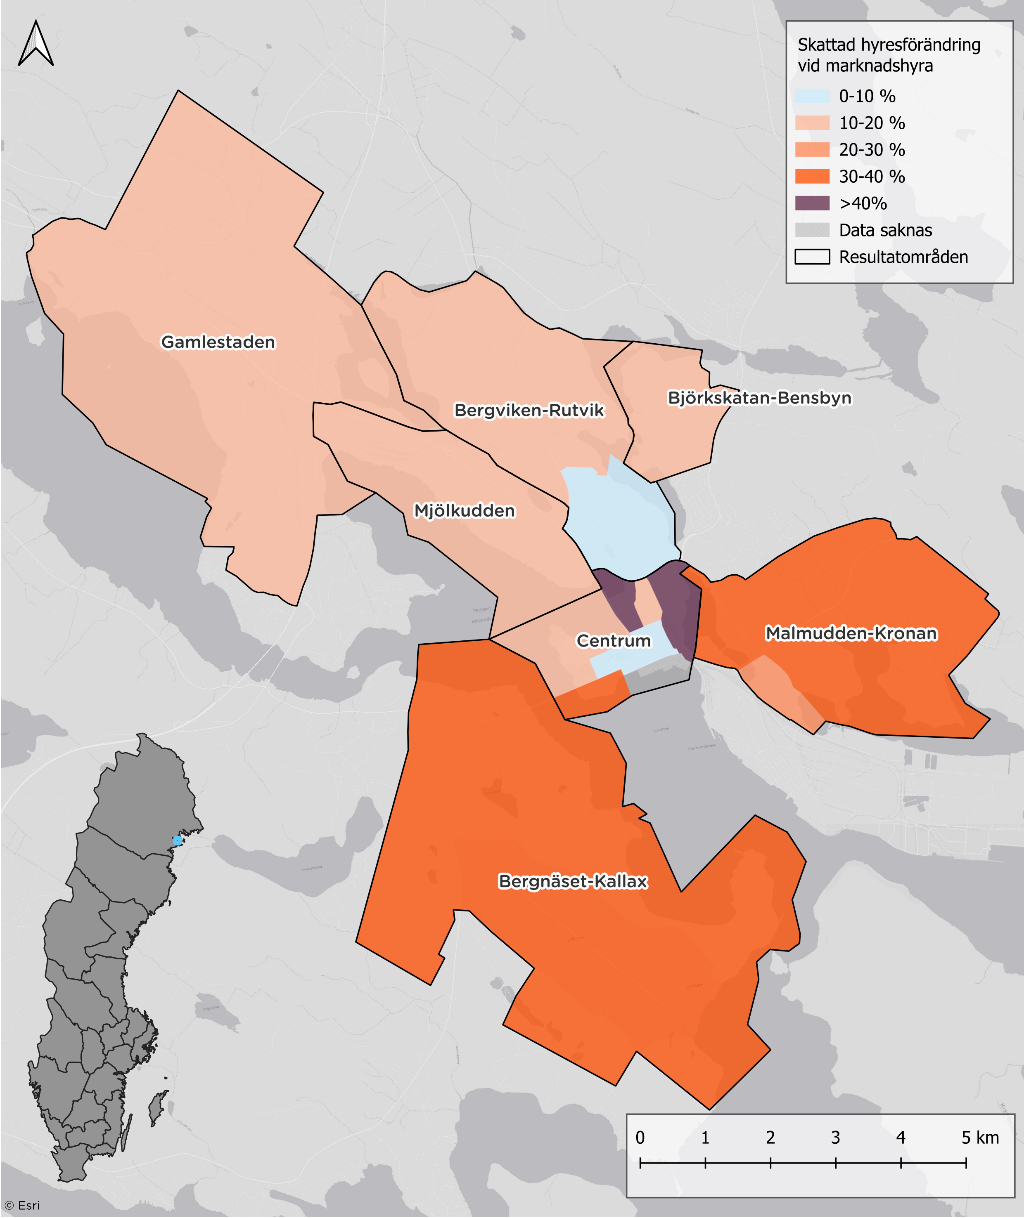 Skattad hyresförändring
vid marknadshyra
0-10 %
10-20 %
20-30 %
30-40 %
>40%
Data saknas
Resultatområden
Gamlestaden
Björkskatan-Bensbyn
Bergviken-Rutvik
Mjölkudden
Malmudden-Kronan
Centrum
Bergnäset-Kallax
0 1 2 3 4 5 km
© Esri